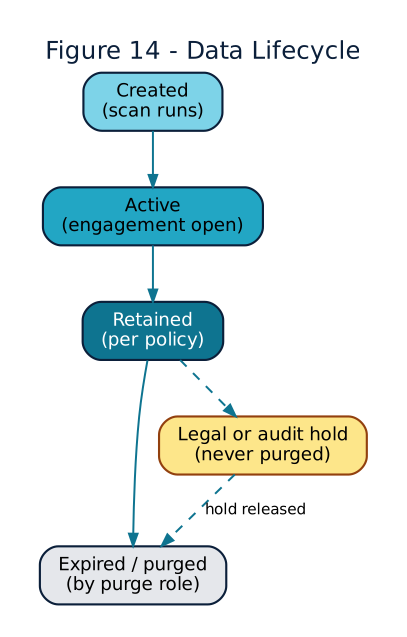 Figure 14 - Data Lifecycle
Created
(scan runs)
Active
(engagement open)
Retained
(per policy)
Legal or audit hold
(never purged)
hold released
Expired / purged
(by purge role)